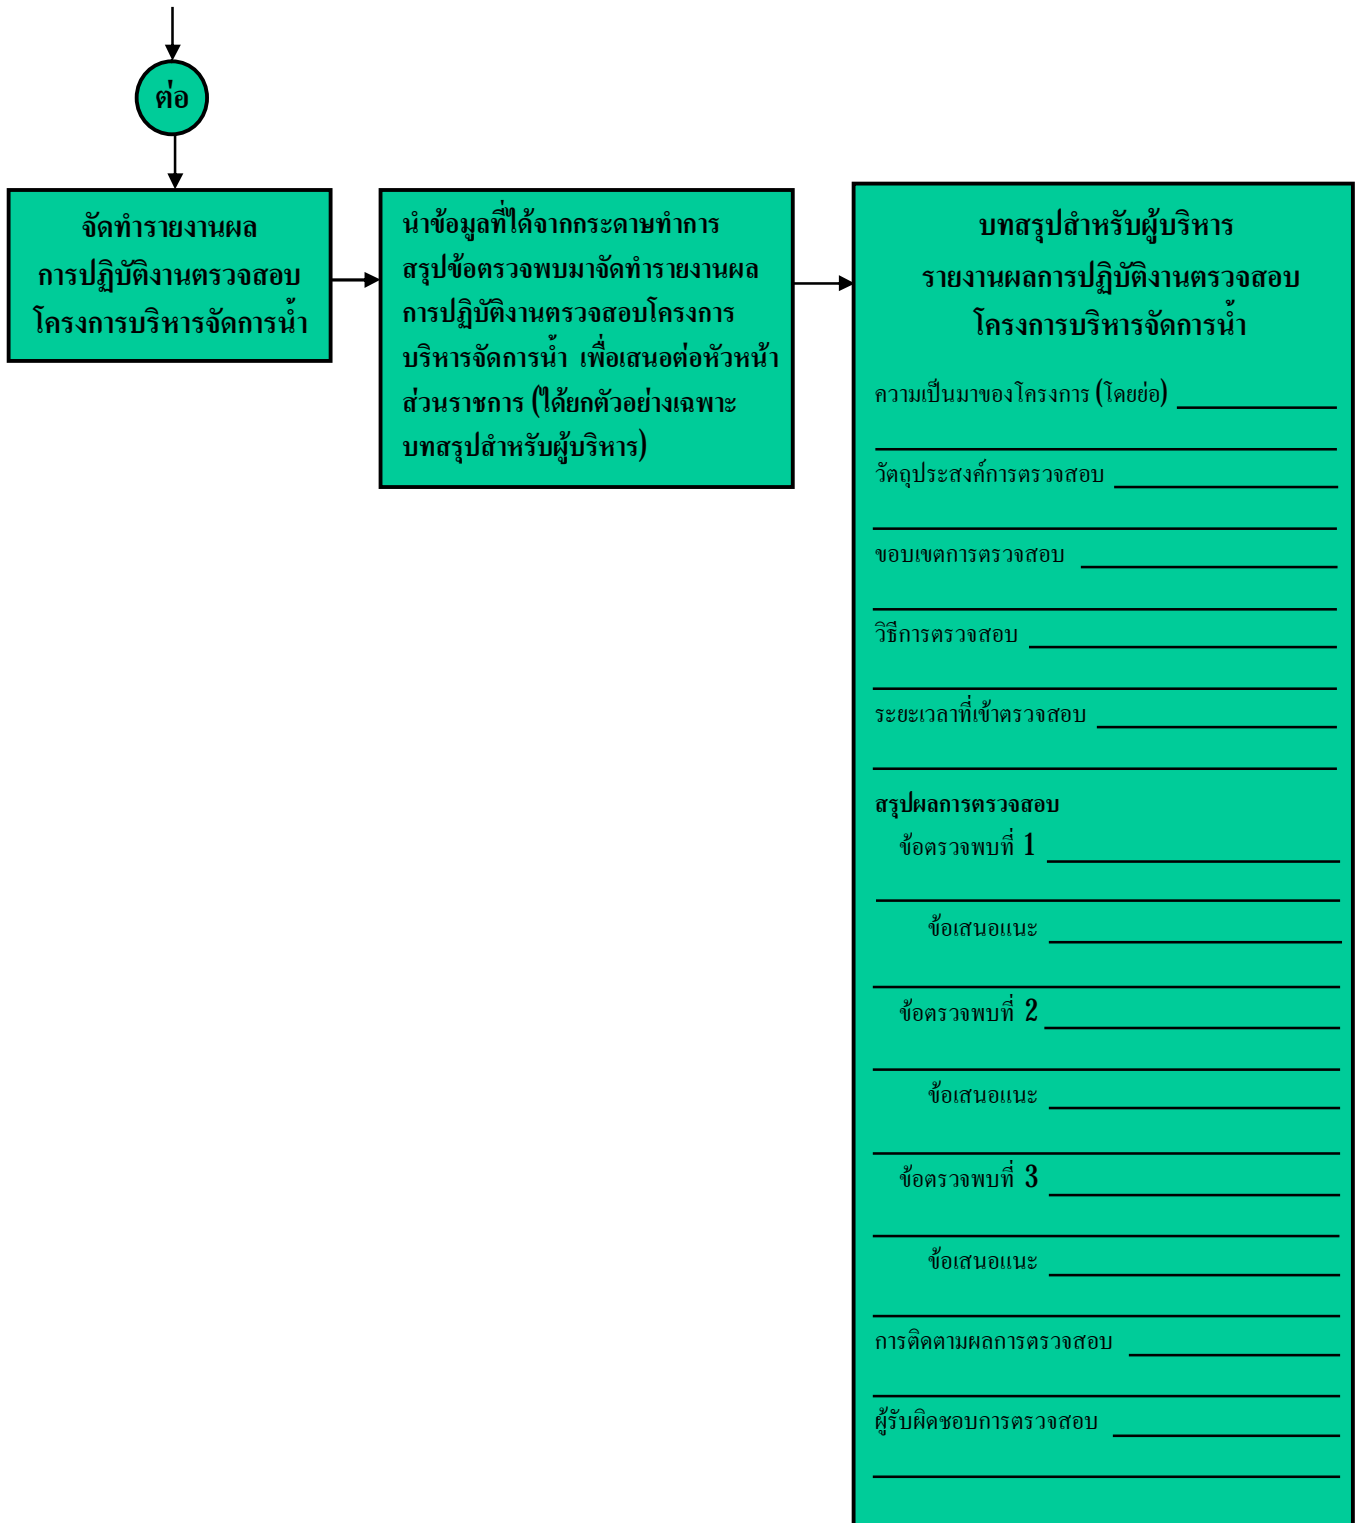 ต่อ
จัดทำรายงานผล
การปฏิบัติงานตรวจสอบ
โครงการบริหารจัดการน้ำ
นำข้อมูลที่ได้จากกระดาษทำการ
สรุปข้อตรวจพบมาจัดทำรายงานผล
การปฏิบัติงานตรวจสอบโครงการ
บริหารจัดการน้ำ เพื่อเสนอต่อหัวหน้า
ส่วนราชการ (ได้ยกตัวอย่างเฉพาะ
บทสรุปสำหรับผู้บริหาร)
บทสรุปสำหรับผู้บริหาร
รายงานผลการปฏิบัติงานตรวจสอบ
โครงการบริหารจัดการน้ำ
ความเป็นมาของโครงการ (โดยย่อ)
วัตถุประสงค์การตรวจสอบ
ขอบเขตการตรวจสอบ
วิธีการตรวจสอบ
ระยะเวลาที่เข้าตรวจสอบ
สรุปผลการตรวจสอบ
ข้อตรวจพบที่ 1
ข้อเสนอแนะ
ข้อตรวจพบที่ 2
ข้อเสนอแนะ
ข้อตรวจพบที่ 3
ข้อเสนอแนะ
การติดตามผลการตรวจสอบ
ผู้รับผิดชอบการตรวจสอบ